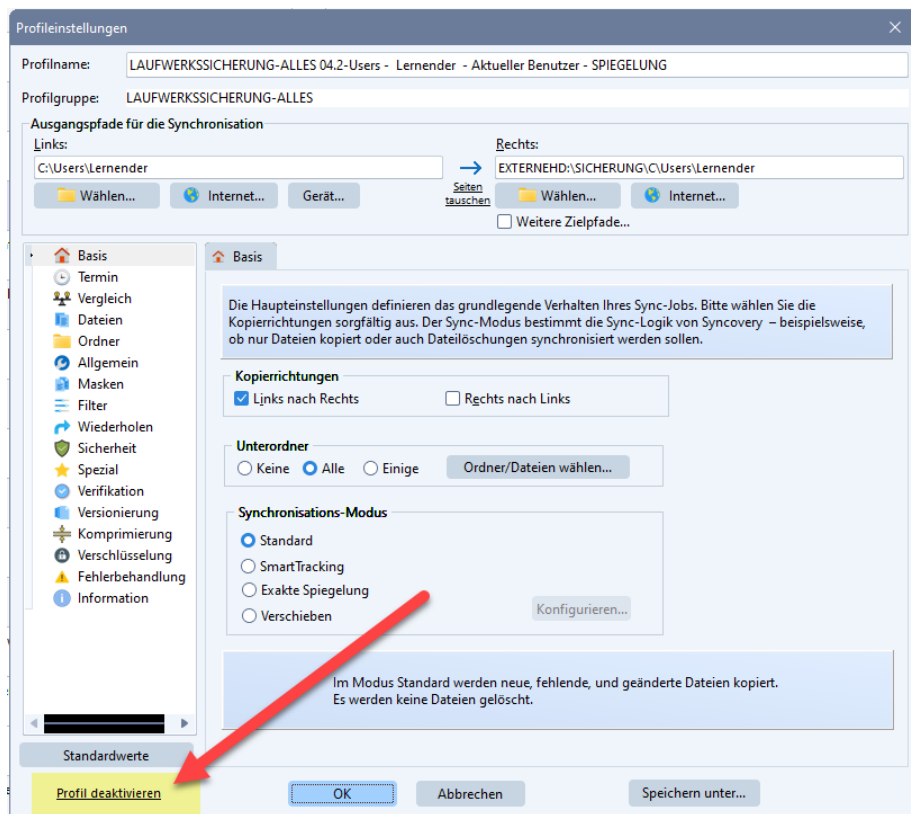 Profileinstellungen
Profilname: LAUFWERKSSICHERUNG-ALLES 04.2-Users - Lernender - Aktueller Benutzer - SPIEGELUNG
Profilgruppe: LAUFWERKSSICHERUNG-ALLES
Ausgangspfade für die Synchronisation
Links: Rechts:
C:\Users\Lernender EXTERNEHD:\SICHERUNG\C\Users\Lernender
Wählen... Internet... Gerät... Seiten tauschen Wählen... Internet...
Weitere Zielpfade...
Basis
Termin
Vergleich
Dateien
Ordner
Allgemein
Masken
Filter
Wiederholen
Sicherheit
Spezial
Verifikation
Versionierung
Komprimierung
Verschlüsselung
Fehlerbehandlung
Information
Basis
Die Haupteinstellungen definieren das grundlegende Verhalten Ihres Sync-Jobs. Bitte wählen Sie die
Kopierrichtungen sorgfältig aus. Der Sync-Modus bestimmt die Sync-Logik von Syncovery – beispielsweise,
ob nur Dateien kopiert oder auch Dateilöschungen synchronisiert werden sollen.
Kopierrichtungen
Links nach Rechts Rechts nach Links
Unterordner
Keine Alle Einige Ordner/Dateien wählen...
Synchronisations-Modus
Standard
SmartTracking
Exakte Spiegelung
Verschieben
Konfigurieren...
Im Modus Standard werden neue, fehlende, und geänderte Dateien kopiert.
Es werden keine Dateien gelöscht.
Standardwerte
Profil deaktivieren OK Abbrechen Speichern unter...